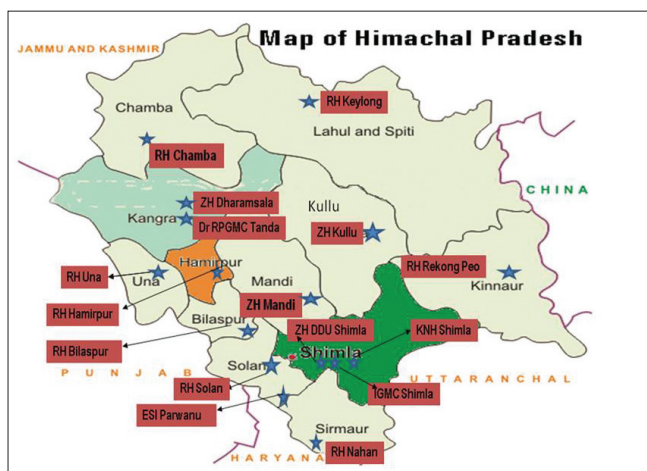 Map of Himachal Pradesh
JAMMU AND KASHMIR
Chamba
RH Keylong
Lahul and Spiti
RH Chamba
CHINA
ZH Dharamsala
Kullu
Kangra
Dr RPGMC Tanda
ZH Kullu
Hamirpur
RH Rekong Peo
RH Una
Una
Mandi
Kinnaur
RH Hamirpur
ZH Mandi
Bilaspur
ZH DDU Shimla
KNH Shimla
RH Bilaspur
Shimla
Solan
PUNJAB
UTTARANCHAL
RH Solan
IGMC Shimla
ESI Parwanu
Sirmaur
RH Nahan
HARYANA